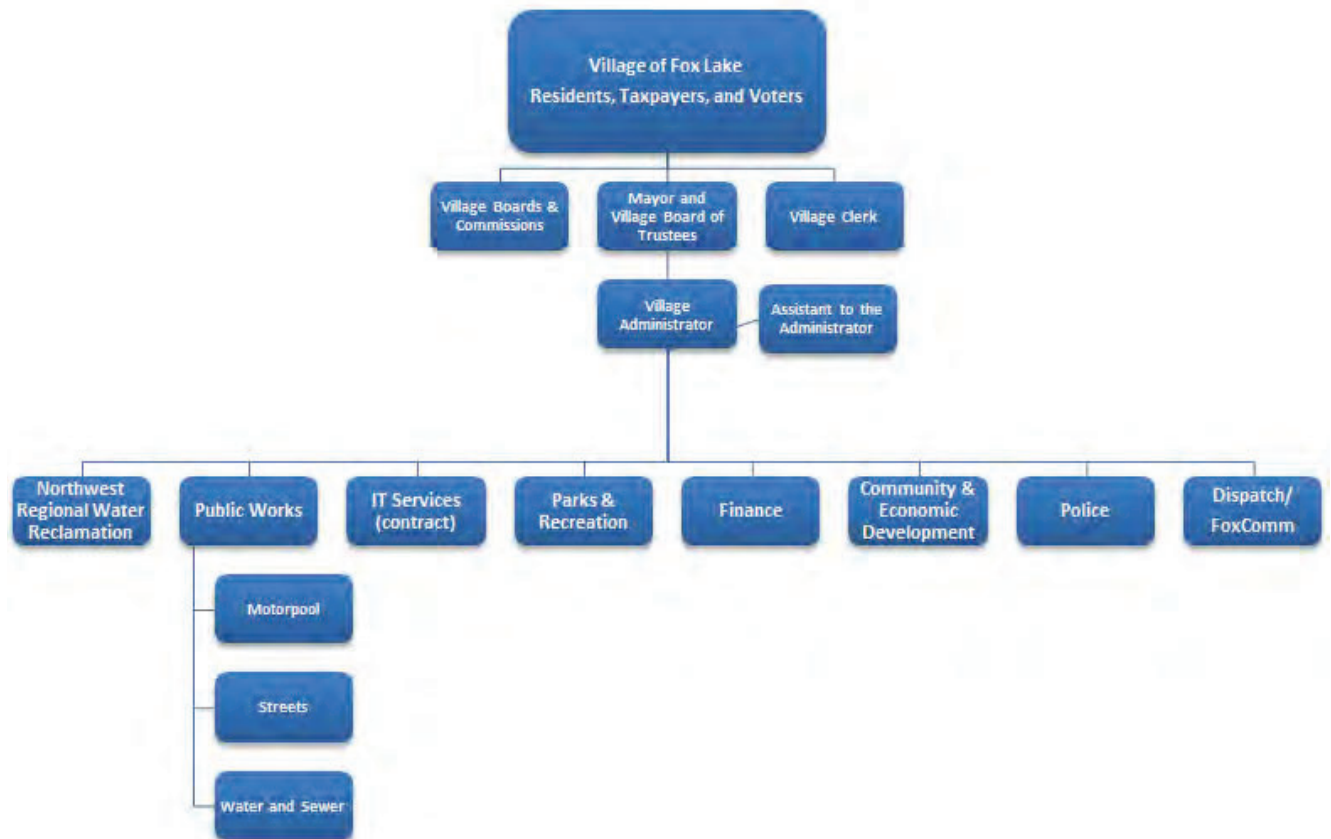 Village of Fox Lake
Residents, Taxpayers, and Voters
Village Boards &
Commissions
Mayor and
Village Board of
Trustees
Village Clerk
Village
Administrator
Assistant to the
Administrator
Northwest
Regional Water
Reclamation
Public Works
IT Services
(contract)
Parks &
Recreation
Finance
Community &
Economic
Development
Police
Dispatch/
FoxComm
Motorpool
Streets
Water and Sewer